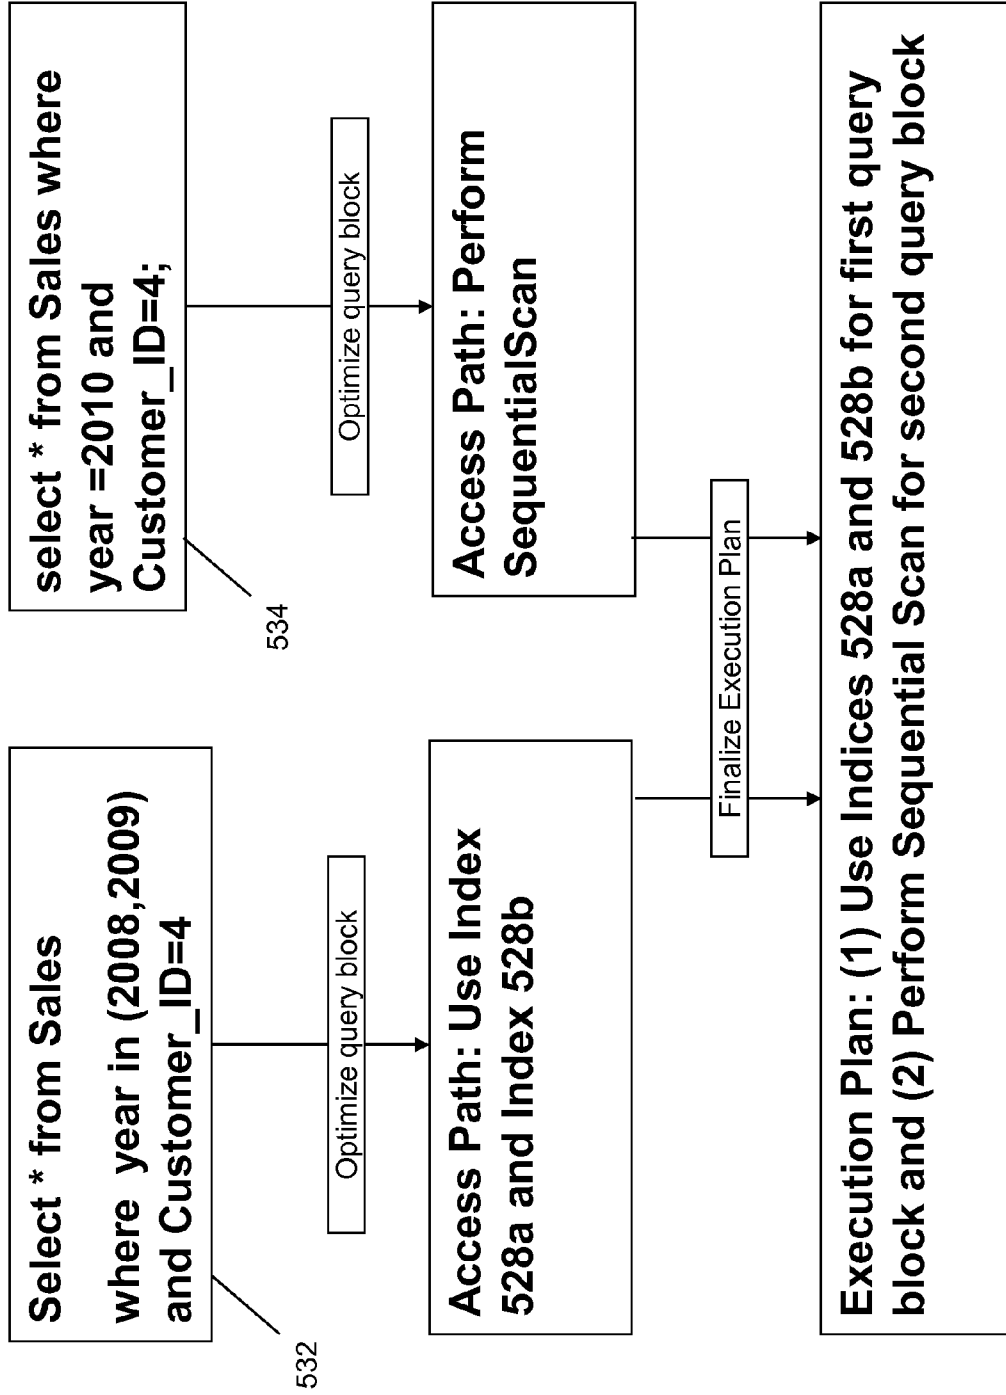 Select * from Sales
where year in (2008,2009)
and Customer_ID=4
532
select * from Sales where
year =2010 and
Customer_ID=4;
534
Optimize query block
Optimize query block
Access Path: Use Index
528a and Index 528b
Access Path: Perform
SequentialScan
Finalize Execution Plan
Execution Plan: (1) Use Indices 528a and 528b for first query
block and (2) Perform Sequential Scan for second query block